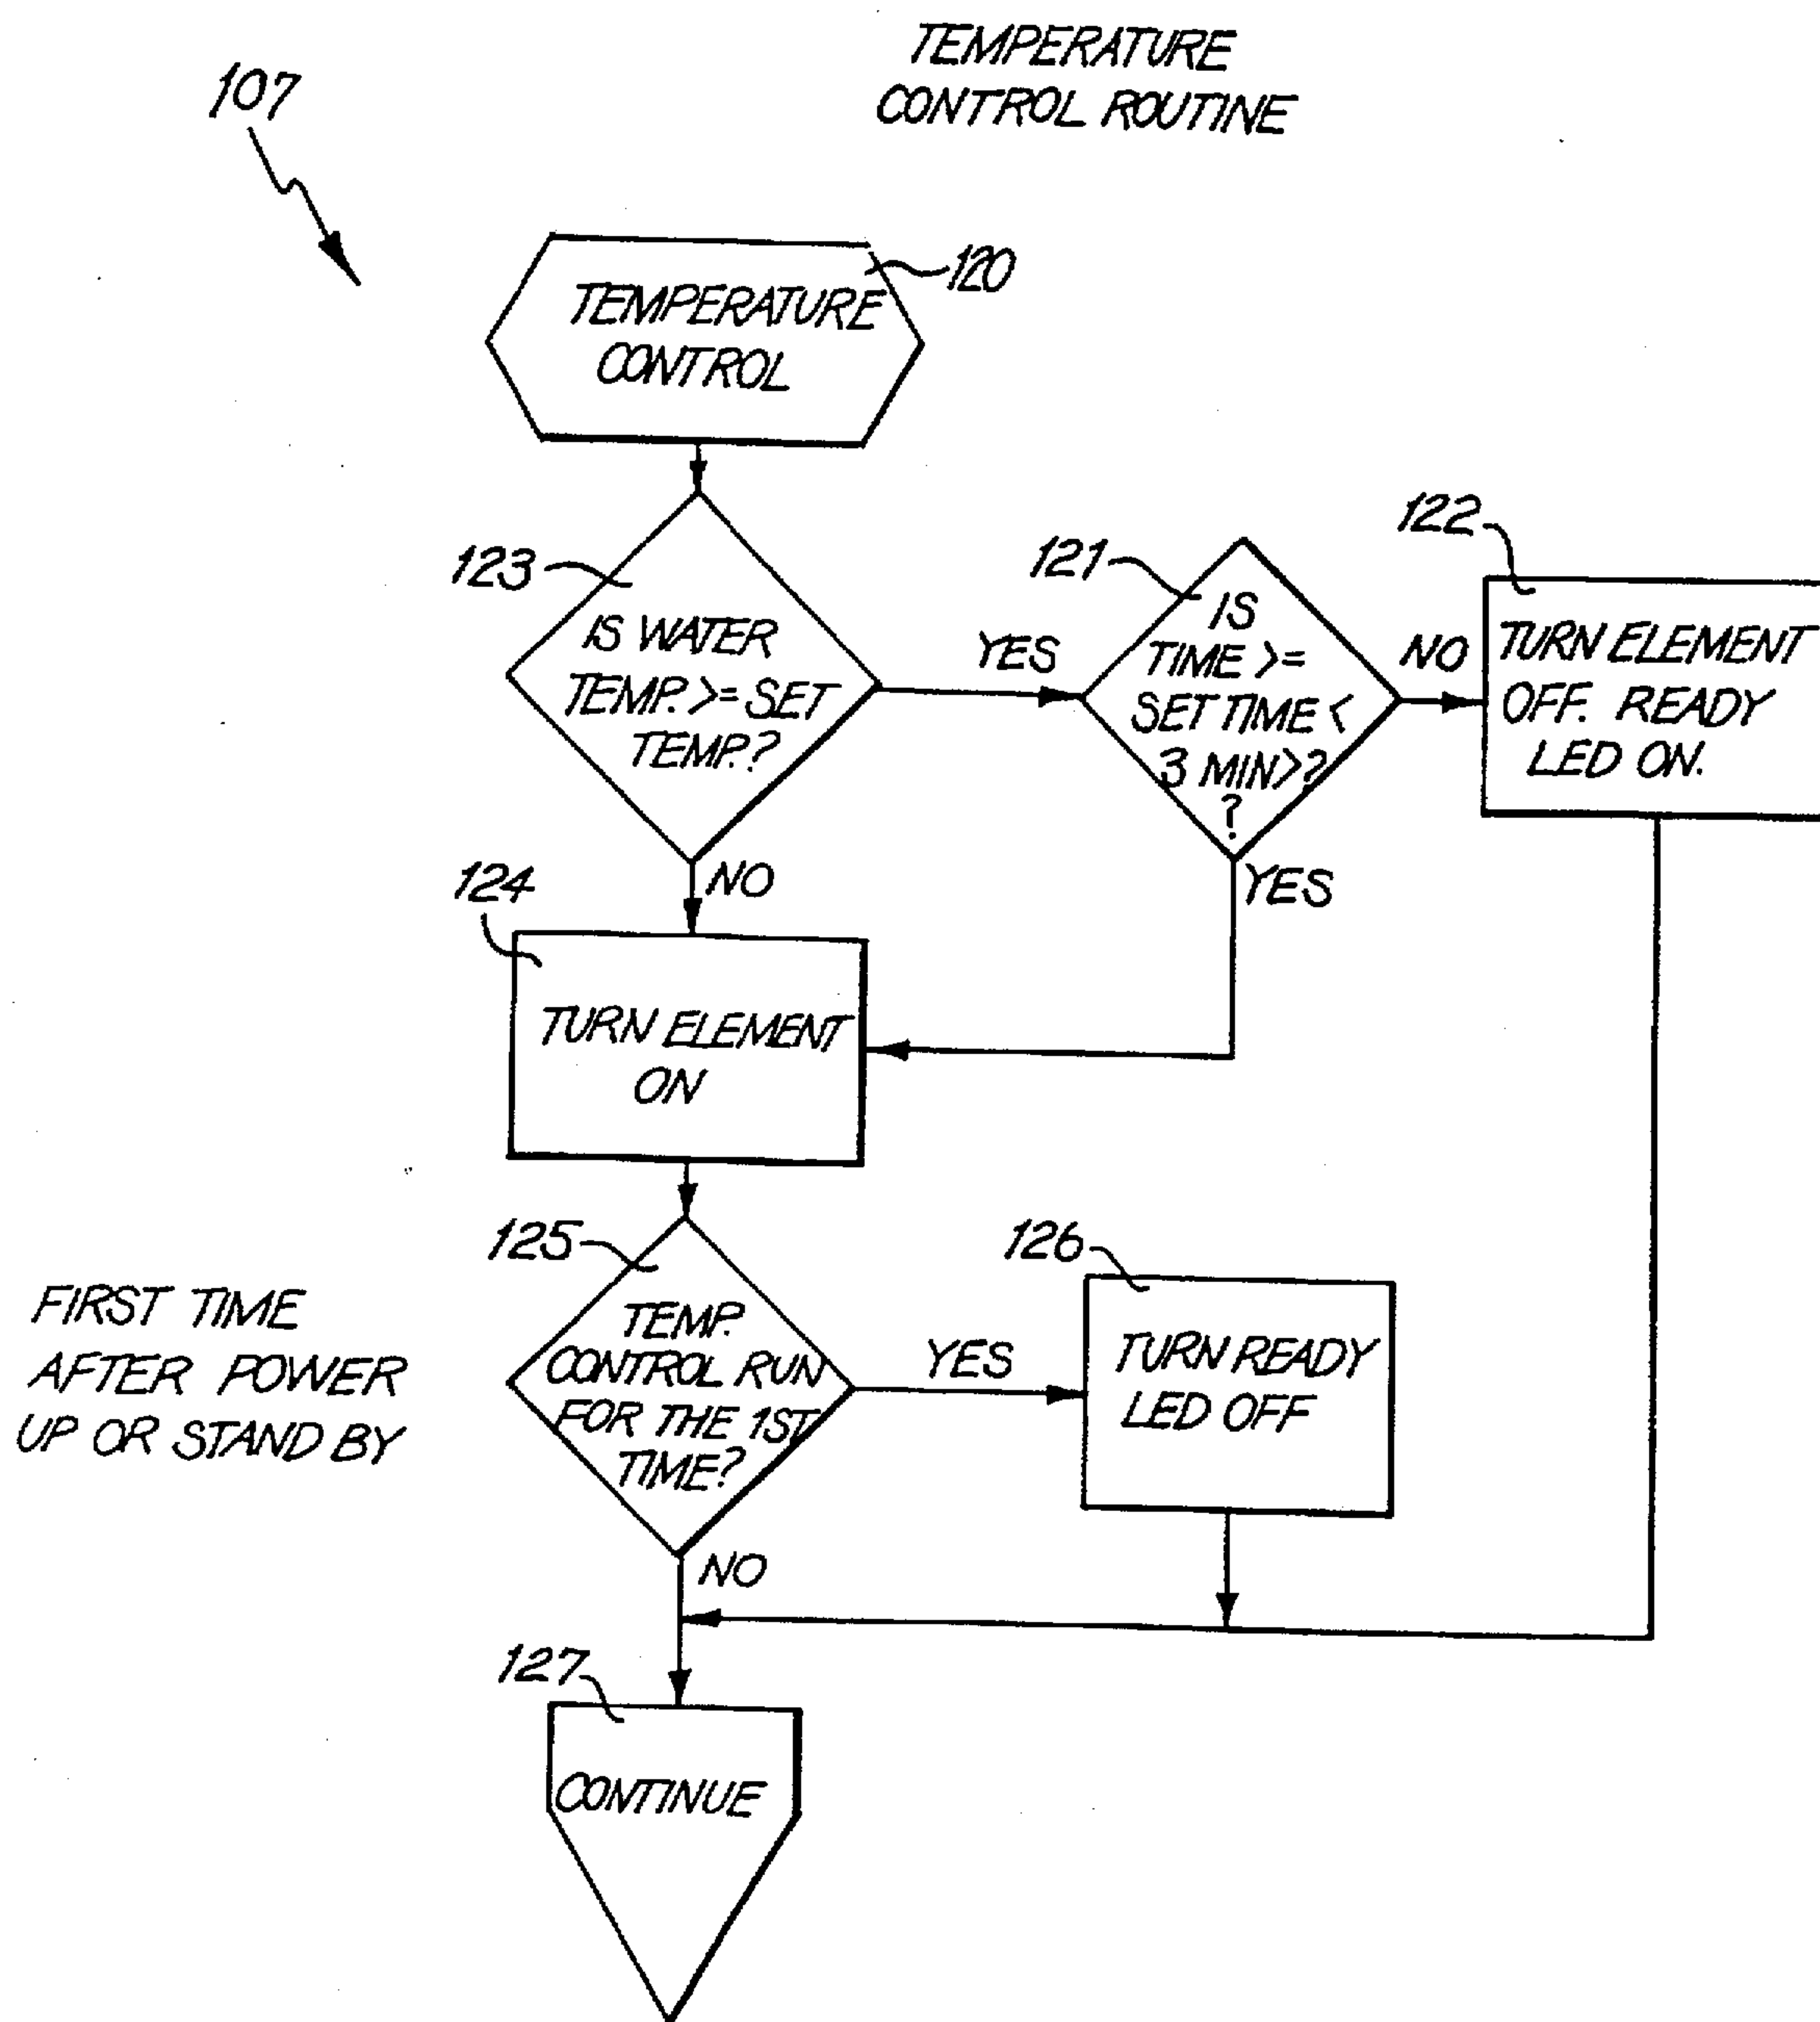 TEMPERATURE
CONTROL ROUTINE
107
120
TEMPERATURE
CONTROL
123
IS WATER
TEMP. >= SET
TEMP.?
YES
121
IS
TIME >=
SET TIME <
3 MIN>?
?
NO
122
TURN ELEMENT
OFF. READY
LED ON.
NO
YES
124
TURN ELEMENT
ON
125
TEMP.
CONTROL RUN
FOR THE 1ST
TIME?
YES
126
TURN READY
LED OFF
FIRST TIME
AFTER POWER
UP OR STAND BY
NO
127
CONTINUE